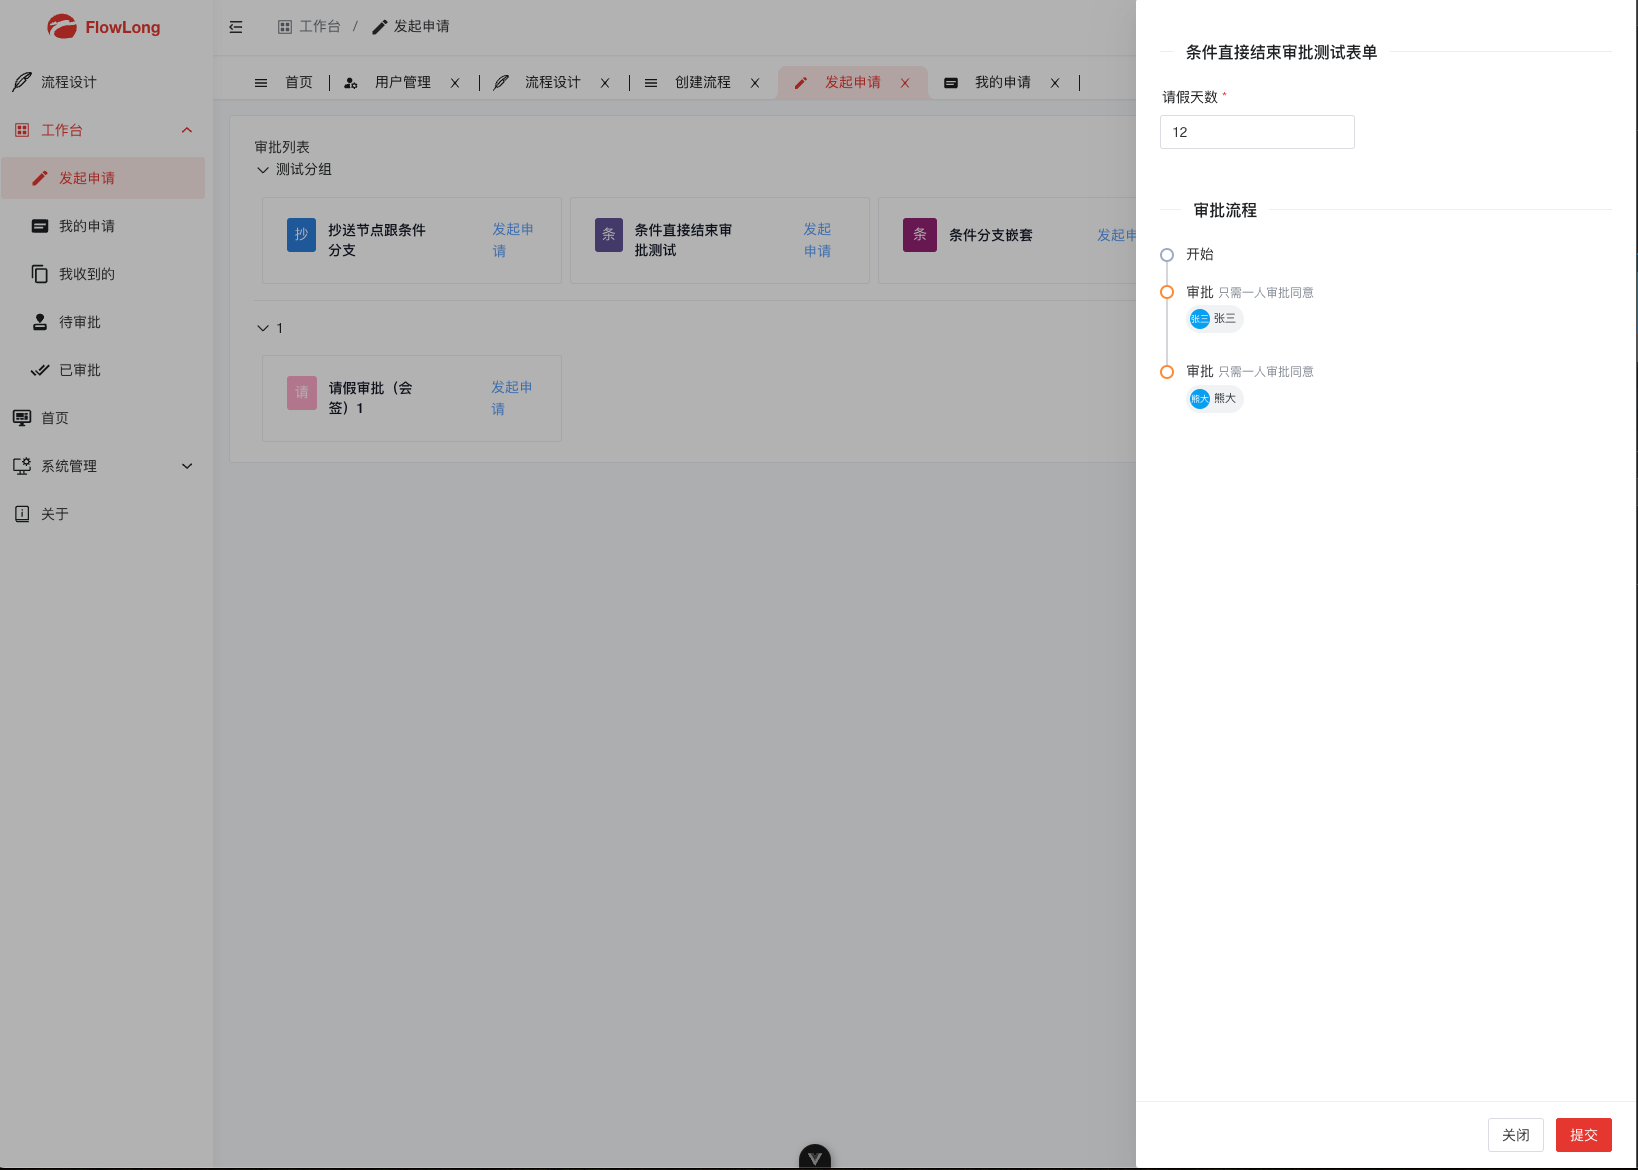 FlowLong
流程设计
工作台
发起申请
我的申请
我收到的
待审批
已审批
首页
系统管理
关于
工作台 / 发起申请
首页 用户管理 流程设计 创建流程 发起申请 我的申请
审批列表
测试分组
抄
抄送节点跟条件
分支
发起申
请
条
条件直接结束审
批测试
发起
申请
条
条件分支嵌套
发起申
1
请
请假审批（会
签）1
发起申
请
条件直接结束审批测试表单
请假天数 *
12
审批流程
开始
审批 只需一人审批同意
张三 张三
审批 只需一人审批同意
熊大 熊大
关闭 提交